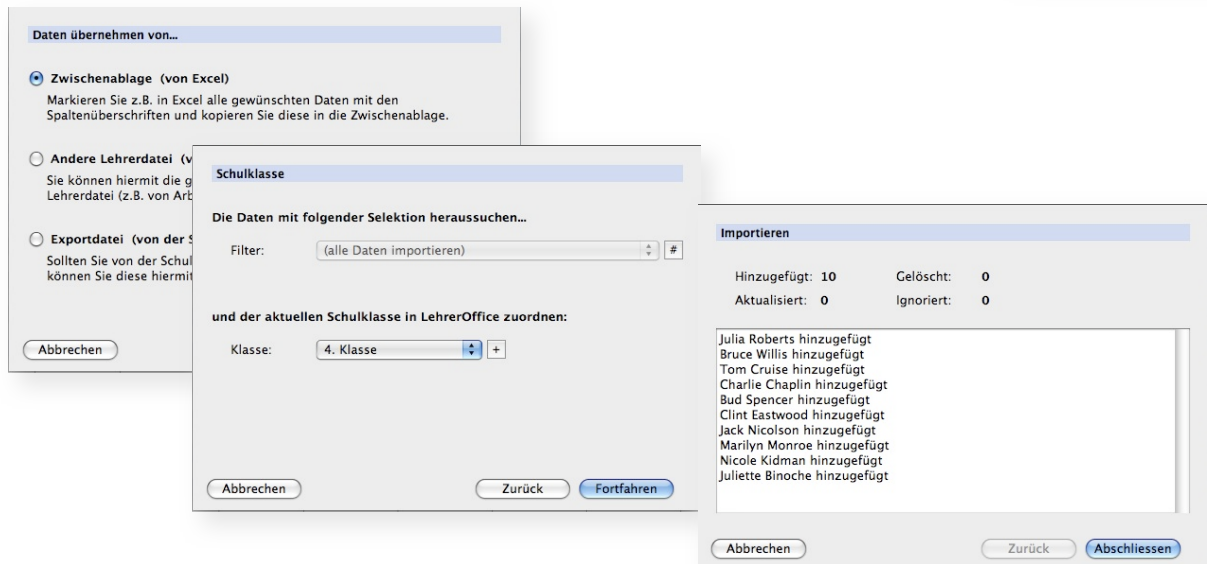 Daten übernehmen von...
Zwischenablage (von Excel)
Markieren Sie z.B. in Excel alle gewünschten Daten mit den
Spaltenüberschriften und kopieren Sie diese in die Zwischenablage.
Andere Lehrerdatei (v
Sie können hiermit die g
Lehrerdatei (z.B. von Arb
Exportdatei (von der S
Sollten Sie von der Schul
können Sie diese hiermit
Abbrechen
Schulklasse
Die Daten mit folgender Selektion heraussuchen...
Filter: (alle Daten importieren) #
und der aktuellen Schulklasse in LehrerOffice zuordnen:
Klasse: 4. Klasse +
Abbrechen Zurück Fortfahren
Importieren
Hinzugefügt: 10 Gelöscht: 0
Aktualisiert: 0 Ignoriert: 0
Julia Roberts hinzugefügt
Bruce Willis hinzugefügt
Tom Cruise hinzugefügt
Charlie Chaplin hinzugefügt
Bud Spencer hinzugefügt
Clint Eastwood hinzugefügt
Jack Nicolson hinzugefügt
Marilyn Monroe hinzugefügt
Nicole Kidman hinzugefügt
Juliette Binoche hinzugefügt
Abbrechen Zurück Abschliessen